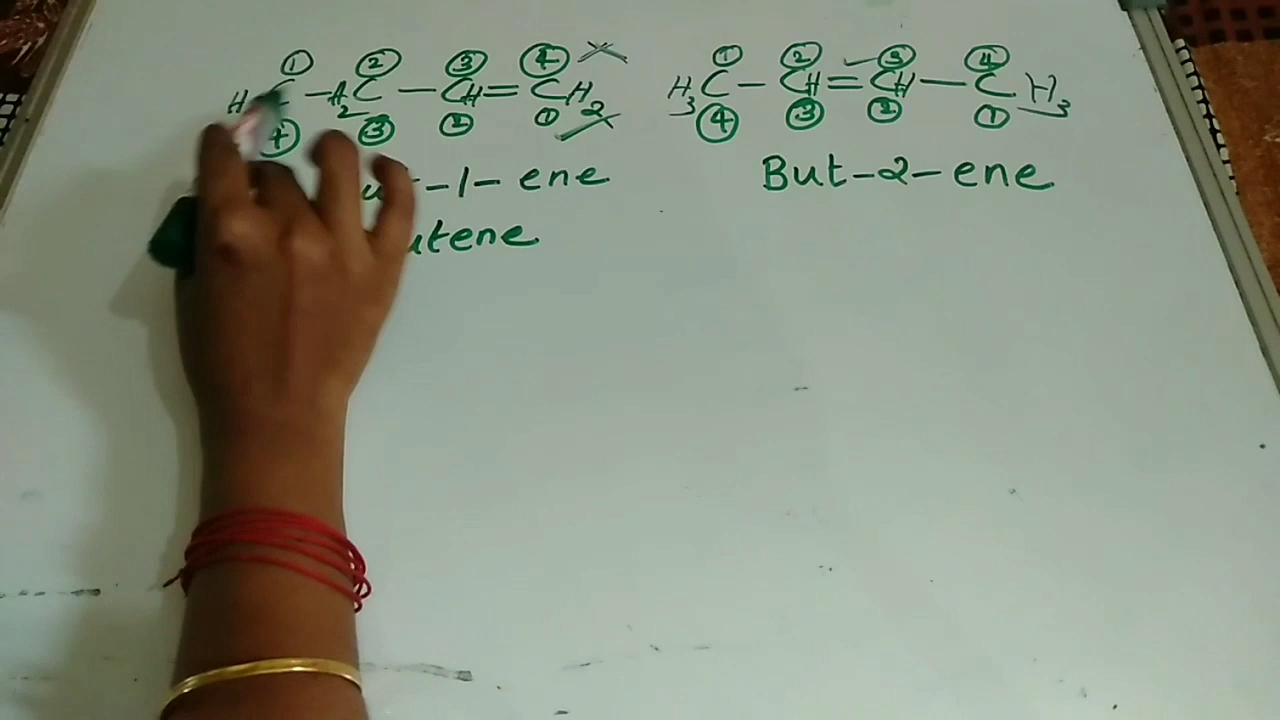 ① ② ③ ④ ① ② ③ ④
H C – H₂C – CH = CH₂ H₃C – CH = CH – CH₃
④ ③ ② ① ④ ③ ② ①
-1- ene But-2-ene
utene